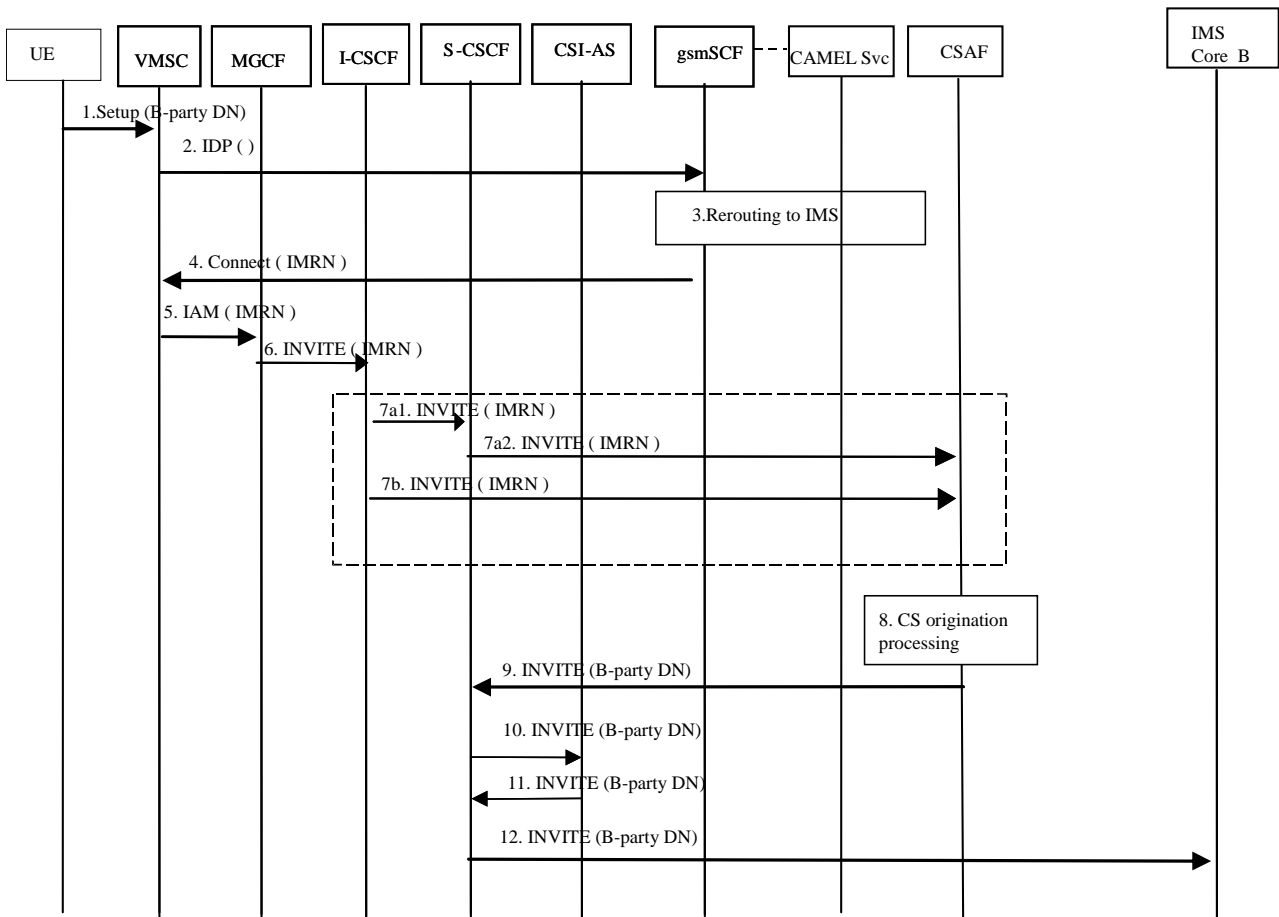 UE
VMSC
MGCF
I-CSCF
S-CSCF
CSI-AS
gsmSCF
CAMEL Svc
CSAF
IMS
Core B
1.Setup (B-party DN)
2. IDP ( )
3.Rerouting to IMS
4. Connect ( IMRN )
5. IAM ( IMRN )
6. INVITE ( IMRN )
7a1. INVITE ( IMRN )
7a2. INVITE ( IMRN )
7b. INVITE ( IMRN )
8. CS origination
processing
9. INVITE (B-party DN)
10. INVITE (B-party DN)
11. INVITE (B-party DN)
12. INVITE (B-party DN)